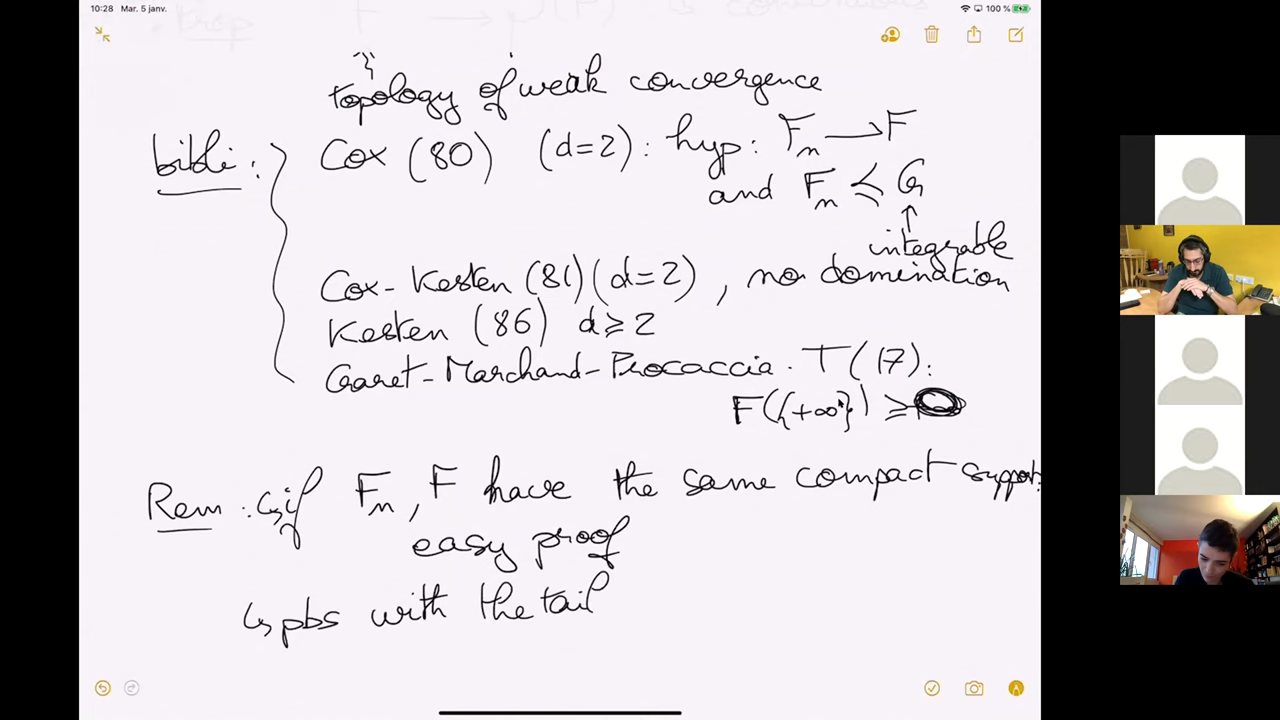 10:28 Mar. 5 janv.
100 %
topology of weak convergence
bibli : Cox (80) (d=2) : hyp : Fn → F
and Fn ≼ G
↑
integrable
Cox-Kesten (81) (d=2) , no domination
Kesten (86) d ≥ 2
Garet-Marchand-Procaccia. T (17) :
F({+∞}) ≥
Rem : ↳ if Fn, F have the same compact support.
easy proof
↳ pbs with the tail